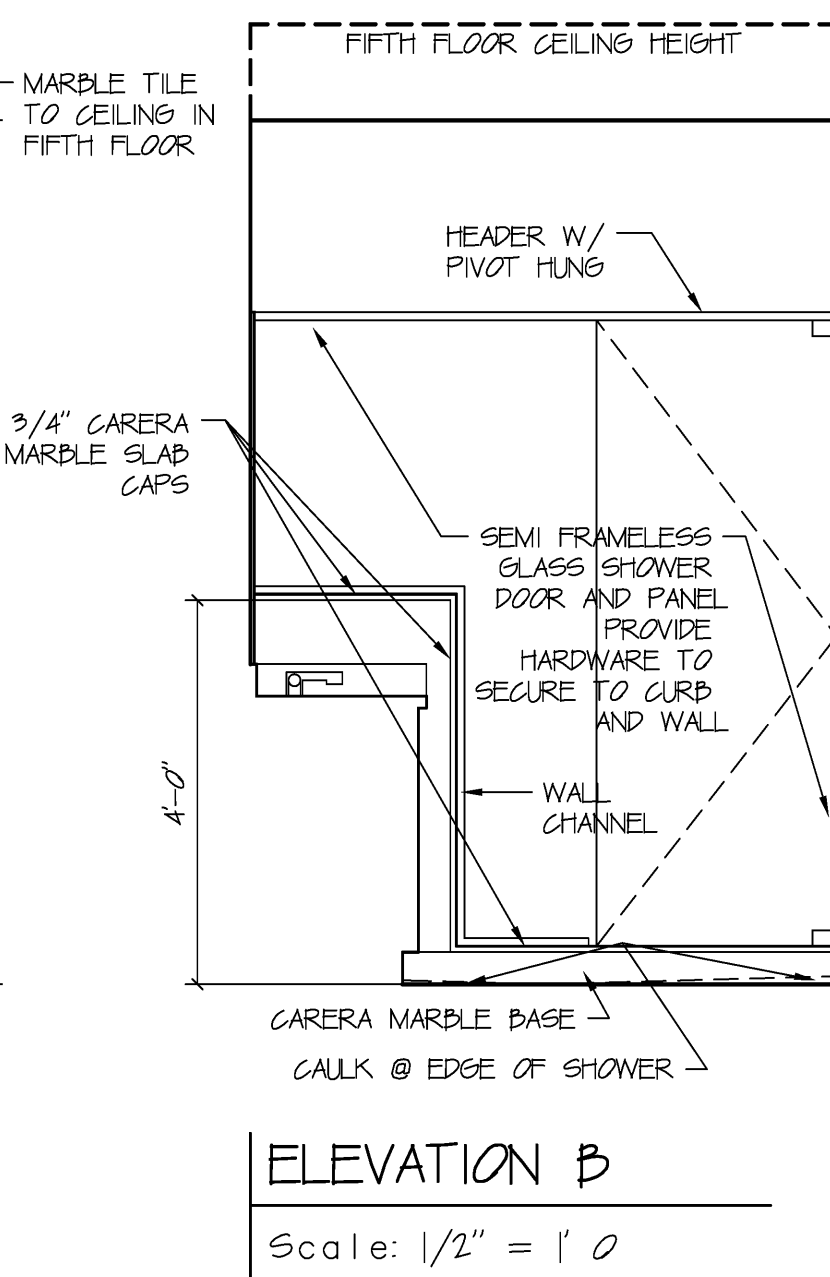 FIFTH FLOOR CEILING HEIGHT
MARBLE TILE
TO CEILING IN
FIFTH FLOOR
HEADER W/
PIVOT HUNG
3/4" CARERA
MARBLE SLAB
CAPS
SEMI FRAMELESS
GLASS SHOWER
DOOR AND PANEL
PROVIDE
HARDWARE TO
SECURE TO CURB
AND WALL
4'-0"
WALL
CHANNEL
CARERA MARBLE BASE
CAULK @ EDGE OF SHOWER
ELEVATION B
Scale: 1/2" = 1' 0